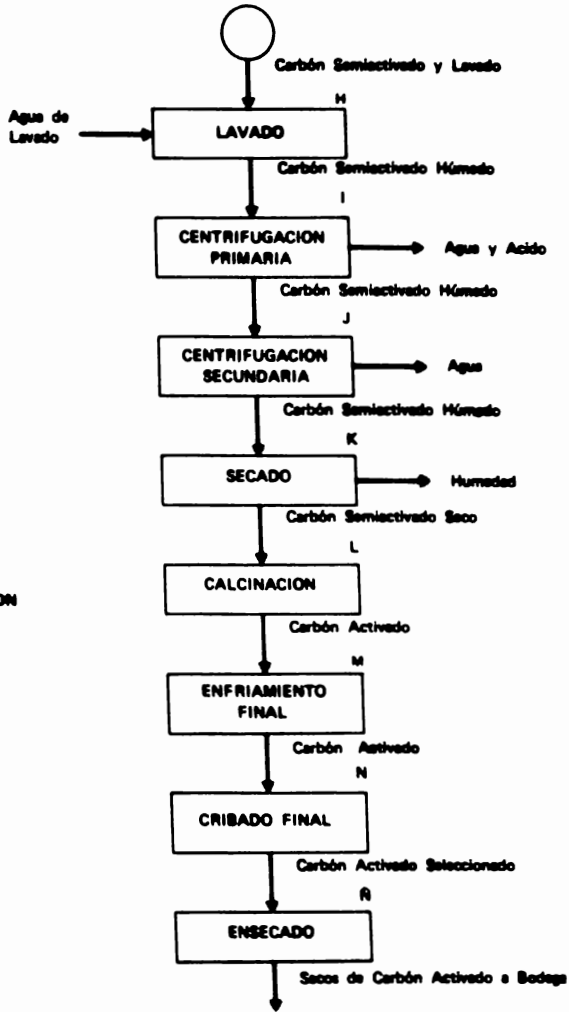 Carbón Semiactivado y Lavado
H
Agua de
Lavado
LAVADO
Carbón Semiactivado Húmedo
I
CENTRIFUGACION
PRIMARIA
Agua y Acido
Carbón Semiactivado Húmedo
J
CENTRIFUGACION
SECUNDARIA
Agua
Carbón Semiactivado Húmedo
K
SECADO
Humedad
Carbón Semiactivado Seco
L
CALCINACION
ON
Carbón Activado
M
ENFRIAMIENTO
FINAL
Carbón Activado
N
CRIBADO FINAL
Carbón Activado Seleccionado
Ñ
ENSECADO
Sacos de Carbón Activado a Bodega